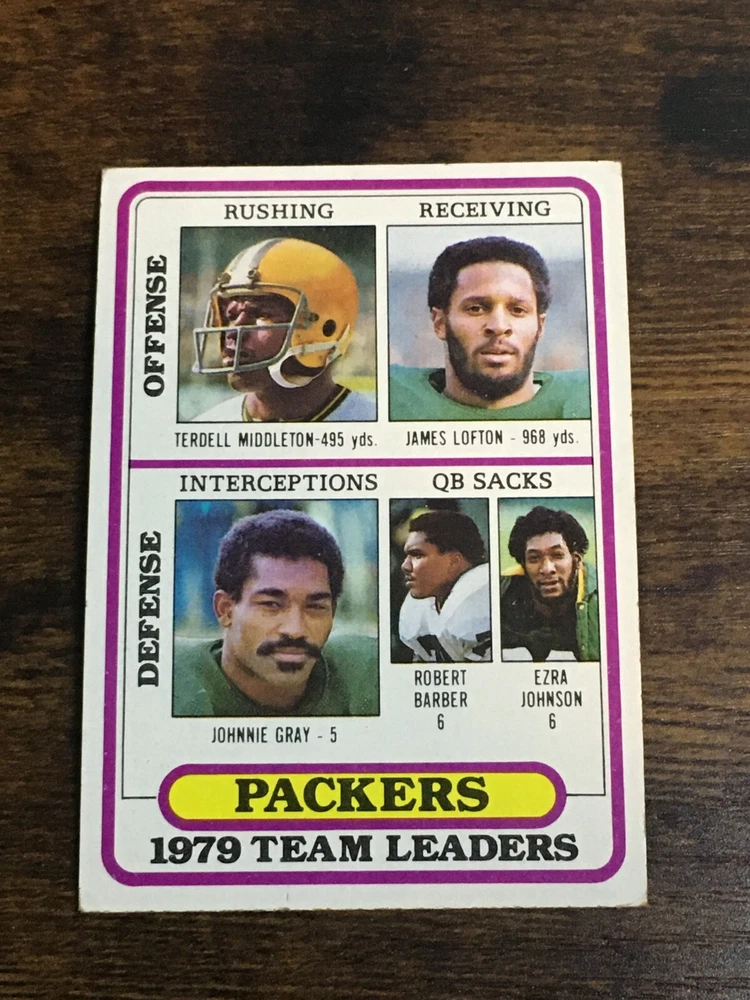 RUSHING
RECEIVING
OFFENSE
TERDELL MIDDLETON-495 yds.
JAMES LOFTON - 968 yds.
INTERCEPTIONS
QB SACKS
DEFENSE
JOHNNIE GRAY - 5
ROBERT
BARBER
6
EZRA
JOHNSON
6
PACKERS
1979 TEAM LEADERS